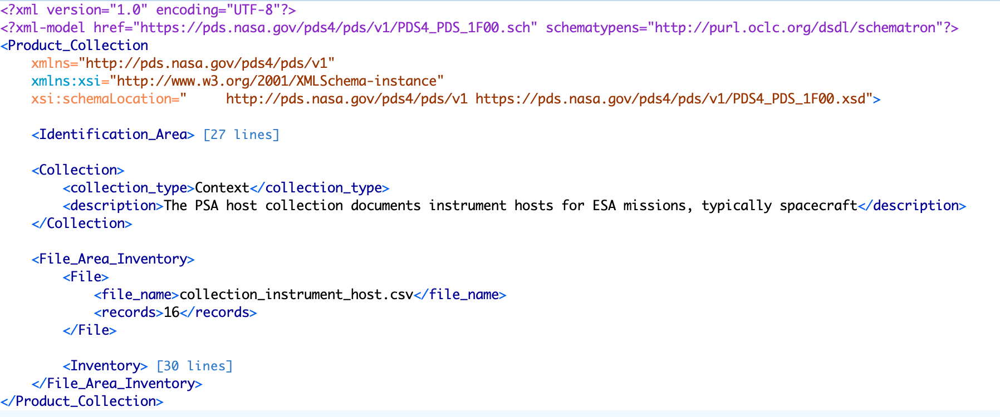 <?xml version="1.0" encoding="UTF-8"?>
<?xml-model href="https://pds.nasa.gov/pds4/pds/v1/PDS4_PDS_1F00.sch" schematypens="http://purl.oclc.org/dsdl/schematron"?>
<Product_Collection
    xmlns="http://pds.nasa.gov/pds4/pds/v1"
    xmlns:xsi="http://www.w3.org/2001/XMLSchema-instance"
    xsi:schemaLocation="     http://pds.nasa.gov/pds4/pds/v1 https://pds.nasa.gov/pds4/pds/v1/PDS4_PDS_1F00.xsd">
    <Identification_Area> [27 lines]
    <Collection>
        <collection_type>Context</collection_type>
        <description>The PSA host collection documents instrument hosts for ESA missions, typically spacecraft</description>
    </Collection>
    <File_Area_Inventory>
        <File>
            <file_name>collection_instrument_host.csv</file_name>
            <records>16</records>
        </File>
        <Inventory> [30 lines]
    </File_Area_Inventory>
</Product_Collection>